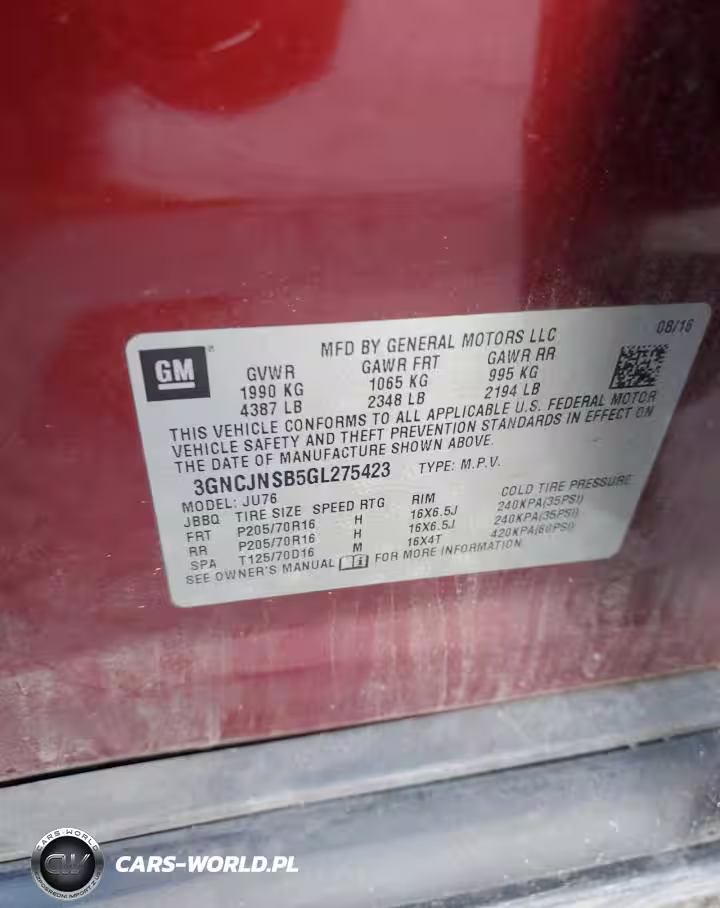 GM
MFD BY GENERAL MOTORS LLC 08/16
GVWR GAWR FRT GAWR RR
1990 KG 1065 KG 995 KG
4387 LB 2348 LB 2194 LB
THIS VEHICLE CONFORMS TO ALL APPLICABLE U.S. FEDERAL MOTOR
VEHICLE SAFETY AND THEFT PREVENTION STANDARDS IN EFFECT ON
THE DATE OF MANUFACTURE SHOWN ABOVE.
3GNCJNSB5GL275423 TYPE: M.P.V.
MODEL: JU76
JBBQ TIRE SIZE SPEED RTG RIM COLD TIRE PRESSURE
FRT P205/70R16 H 16X6.5J 240KPA(35PSI)
RR P205/70R16 H 16X6.5J 240KPA(35PSI)
SPA T125/70D16 M 16X4T 420KPA(60PSI)
SEE OWNER'S MANUAL FOR MORE INFORMATION.
CARS-WORLD
CW
CARS-WORLD.PL